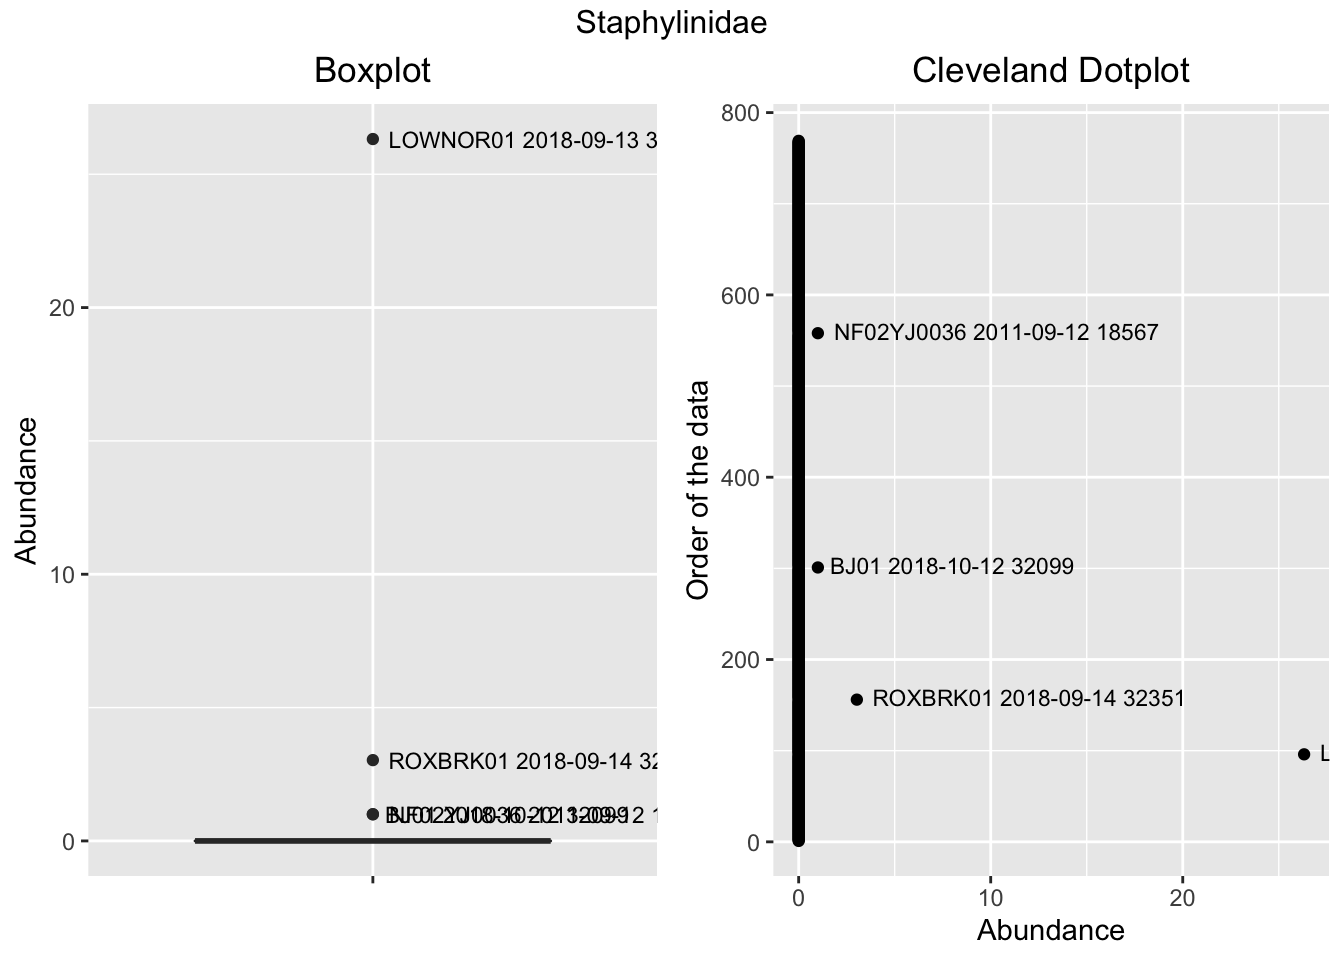 Staphylinidae
Boxplot
LOWNOR01 2018-09-13 3
ROXBRK01 2018-09-14 32
20
10
0
Abundance
Cleveland Dotplot
NF02YJ0036 2011-09-12 18567
BJ01 2018-10-12 32099
ROXBRK01 2018-09-14 32351
L
800
600
400
200
0
Order of the data
0 10 20
Abundance